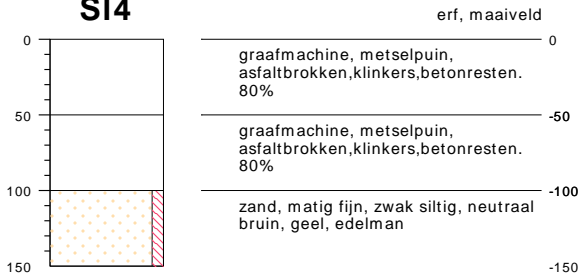 SI4
erf, maaiveld
0
0
graafmachine, metselpuin,
asfaltbrokken,klinkers,betonresten.
80%
50
-50
graafmachine, metselpuin,
asfaltbrokken,klinkers,betonresten.
80%
100
-100
zand, matig fijn, zwak siltig, neutraal
bruin, geel, edelman
150
-150